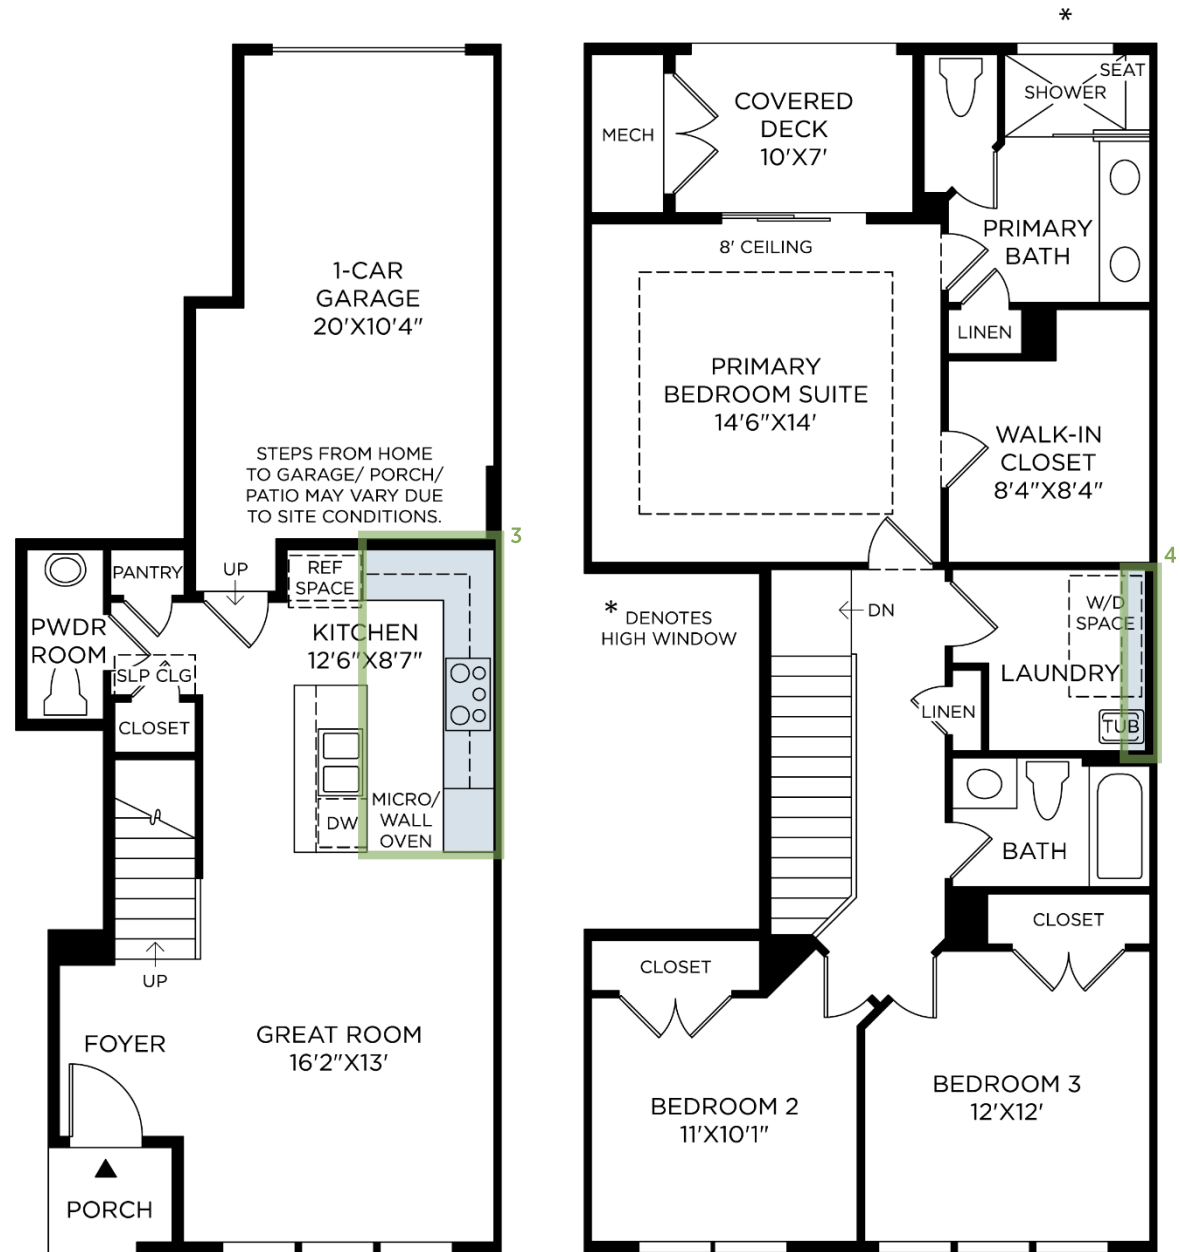 1-CAR
GARAGE
20'X10'4"
STEPS FROM HOME
TO GARAGE/ PORCH/
PATIO MAY VARY DUE
TO SITE CONDITIONS.
3
PANTRY
UP
REF
SPACE
PWDR
ROOM
KITCHEN
12'6"X8'7"
SLP CLG
CLOSET
MICRO/
WALL
OVEN
DW
UP
FOYER
GREAT ROOM
16'2"X13'
PORCH
*
MECH
COVERED
DECK
10'X7'
SEAT
SHOWER
PRIMARY
BATH
8' CEILING
LINEN
PRIMARY
BEDROOM SUITE
14'6"X14'
WALK-IN
CLOSET
8'4"X8'4"
4
* DENOTES
HIGH WINDOW
DN
W/D
SPACE
LAUNDRY
LINEN
TUB
BATH
CLOSET
CLOSET
BEDROOM 2
11'X10'1"
BEDROOM 3
12'X12'